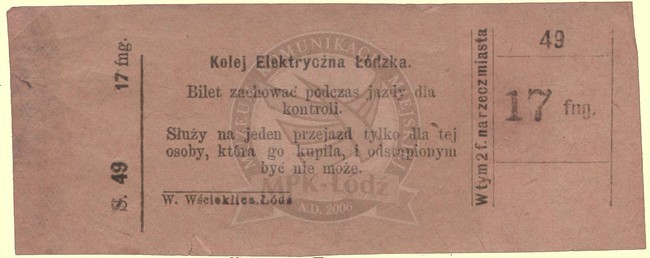 17 fng.
S. 49
Kolej Elektryczna Łódzka.
Bilet zachować podczas jazdy dla
kontroli.
Służy na jeden przejazd tylko dla tej
osoby, która go kupiła, i odstąpionym
być nie może.
W. Wścieklica. Łódź
W tym 2 f. na rzecz miasta
49
17 fng.
MPK-Łódź
A.D. 2006